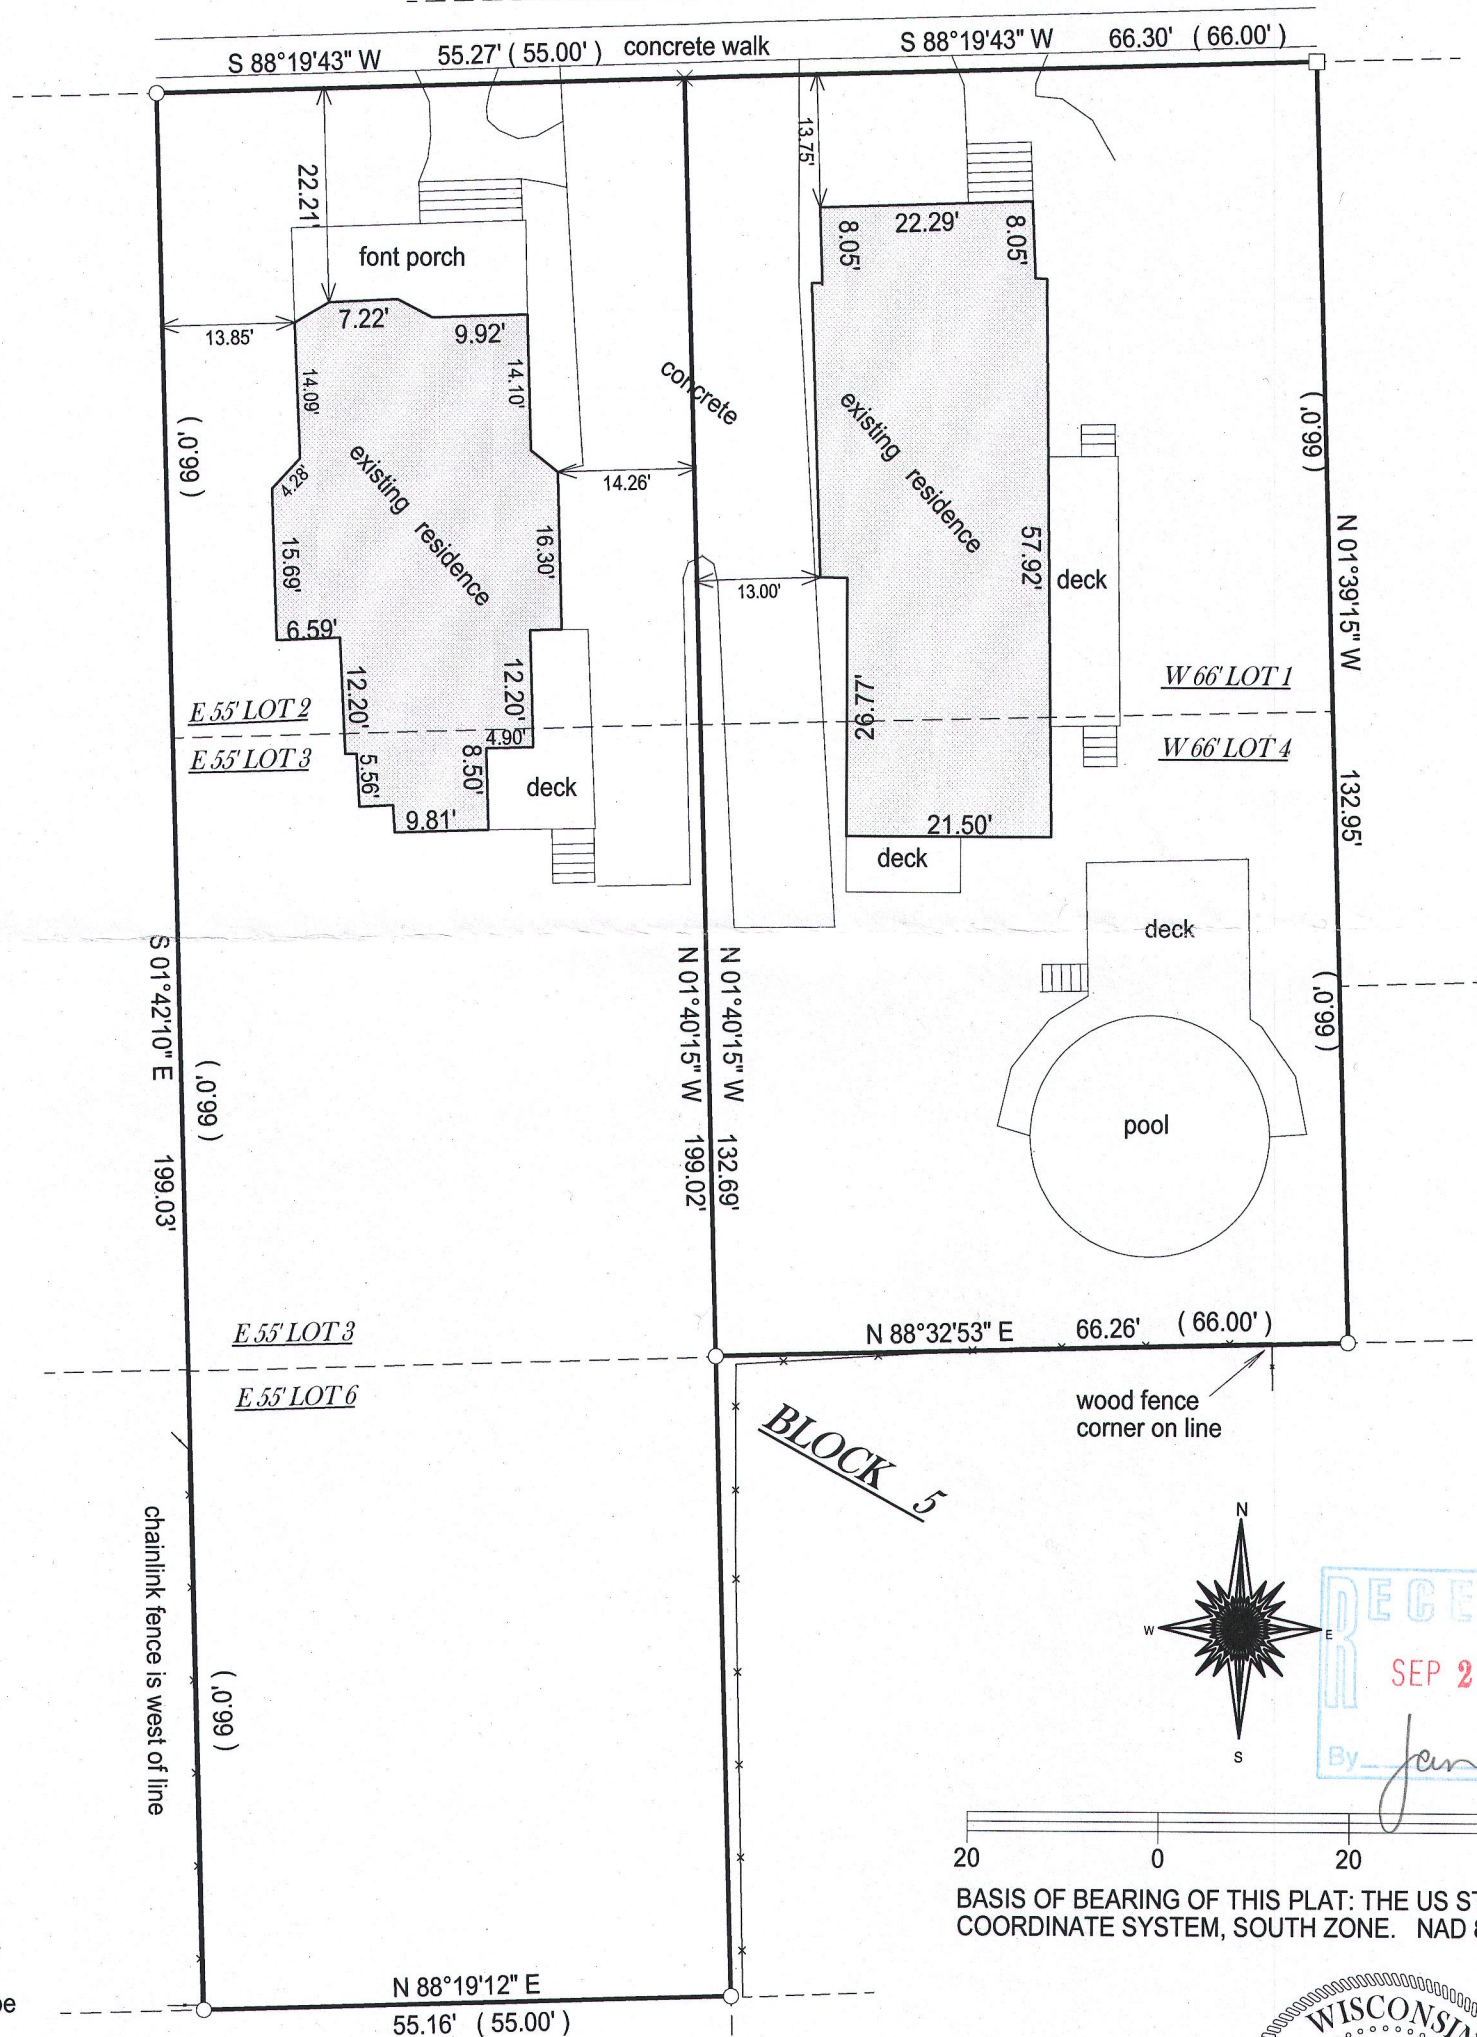 S 88°19'43" W 55.27' ( 55.00' ) concrete walk S 88°19'43" W 66.30' ( 66.00' )
13.75'
22.21'
22.29'
8.05'
8.05'
font porch
7.22'
9.92'
13.85'
14.09'
14.10'
concrete
existing residence
existing residence
( 66.0' )
( 66.0' )
4.28'
14.26'
15.69'
16.30'
57.92'
deck
13.00'
N 01°39'15" W 132.95'
6.59'
12.20'
12.20'
26.77'
W 66' LOT 1
E 55' LOT 2
4.90'
W 66' LOT 4
E 55' LOT 3
5.56'
8.50'
deck
9.81'
21.50'
deck
deck
S 01°42'10" E 199.03'
N 01°40'15" W 199.02'
N 01°40'15" W 132.69'
( 66.0' )
( 66.0' )
pool
N 88°32'53" E 66.26' ( 66.00' )
E 55' LOT 3
E 55' LOT 6
wood fence
corner on line
BLOCK 5
chainlink fence is west of line
( 66.0' )
N
W E
S
RECE
SEP 2
By Jan
20 0 20
BASIS OF BEARING OF THIS PLAT: THE US ST
COORDINATE SYSTEM, SOUTH ZONE. NAD 8
N 88°19'12" E
55.16' ( 55.00' )
WISCONSIN